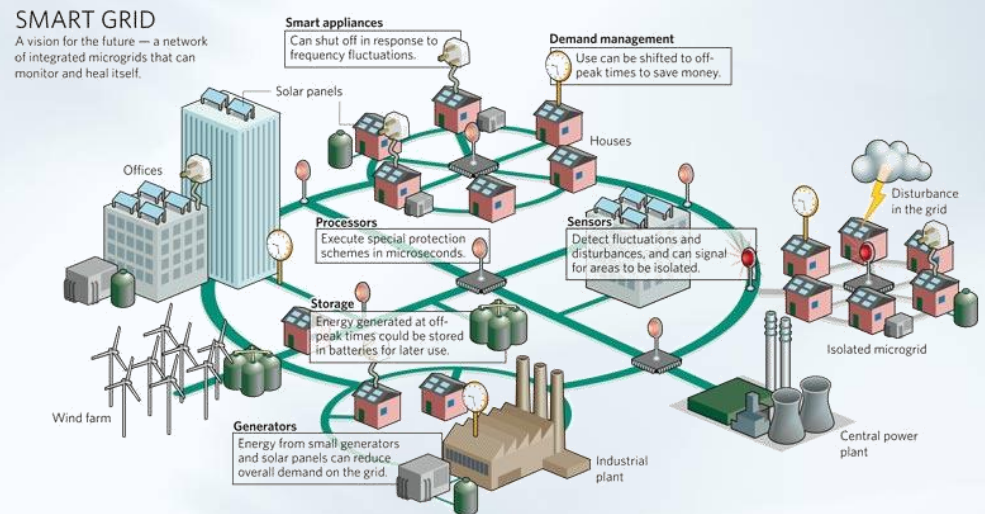 SMART GRID
A vision for the future — a network
of integrated microgrids that can
monitor and heal itself.
Smart appliances
Can shut off in response to
frequency fluctuations.
Demand management
Use can be shifted to off-
peak times to save money.
Solar panels
Houses
Offices
Disturbance
in the grid
Processors
Execute special protection
schemes in microseconds.
Sensors
Detect fluctuations and
disturbances, and can signal
for areas to be isolated.
Storage
Energy generated at off-
peak times could be stored
in batteries for later use.
Isolated microgrid
Wind farm
Generators
Energy from small generators
and solar panels can reduce
overall demand on the grid.
Industrial
plant
Central power
plant